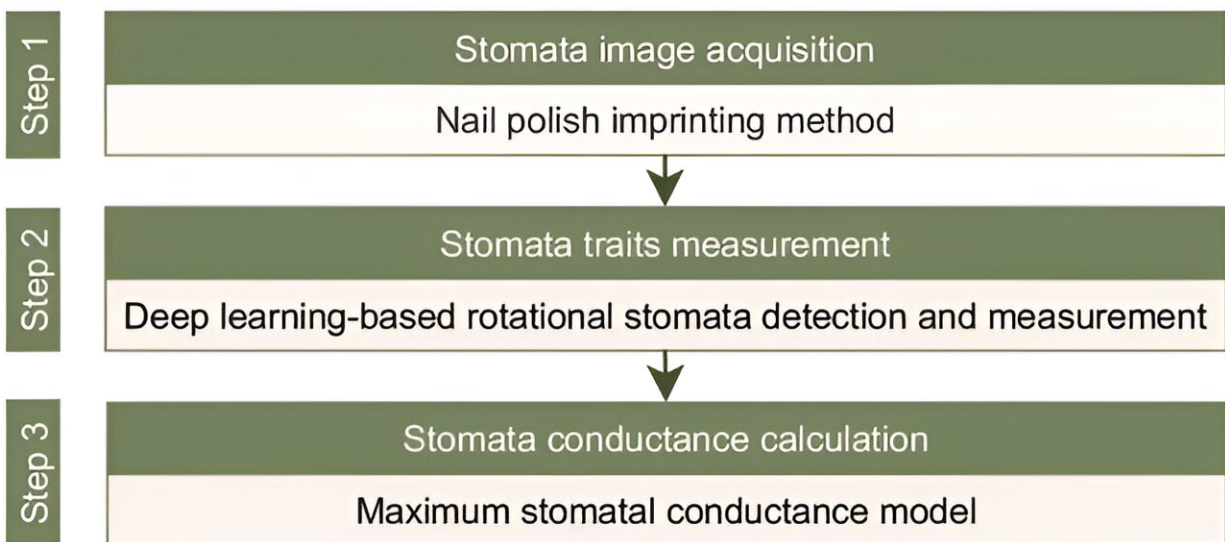 Step 1
Stomata image acquisition
Nail polish imprinting method
Step 2
Stomata traits measurement
Deep learning-based rotational stomata detection and measurement
Step 3
Stomata conductance calculation
Maximum stomatal conductance model